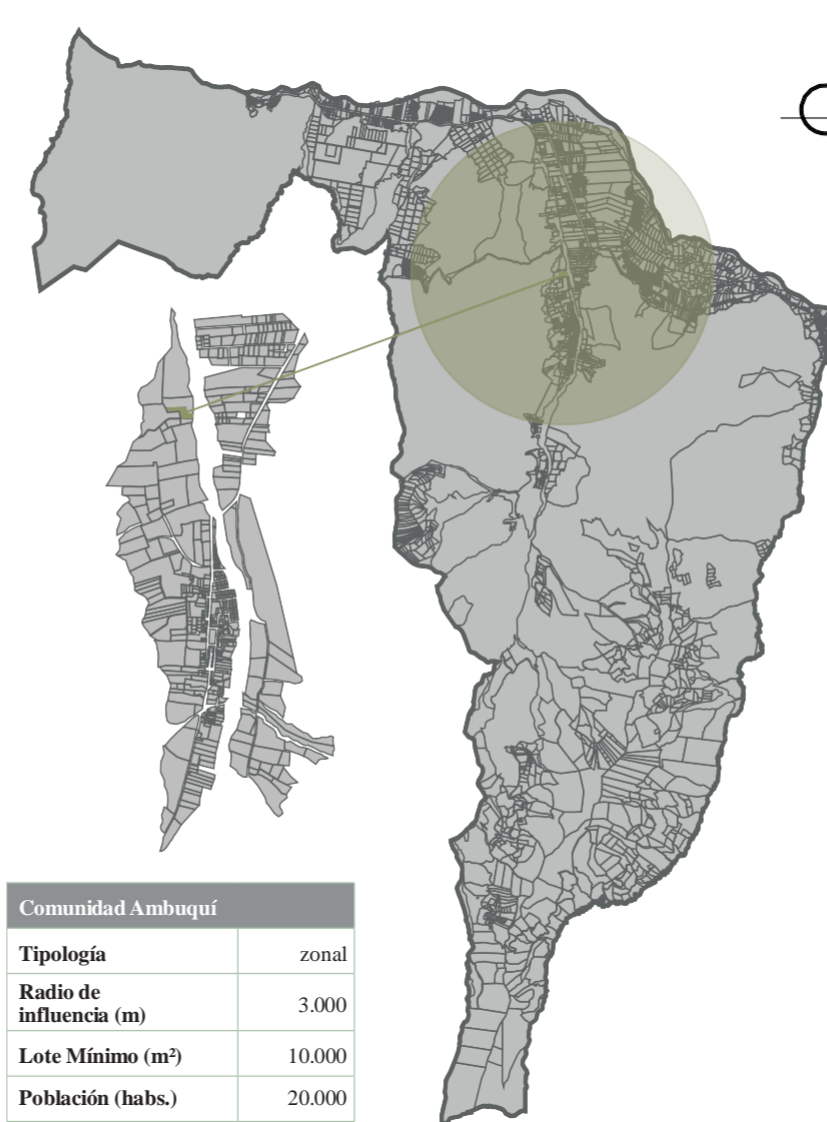 Comunidad Ambuquí
Tipología zonal
Radio de
influencia (m) 3.000
Lote Mínimo (m²) 10.000
Población (habs.) 20.000